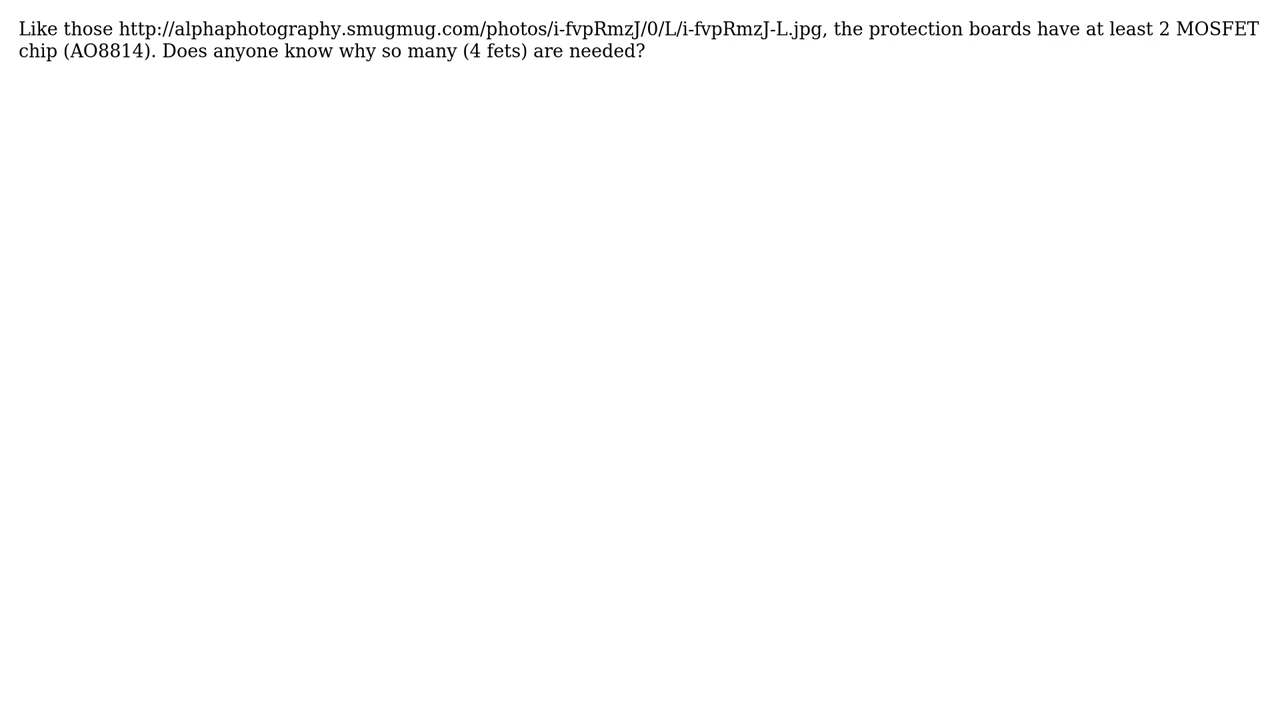 Like those http://alphaphotography.smugmug.com/photos/i-fvpRmzJ/0/L/i-fvpRmzJ-L.jpg, the protection boards have at least 2 MOSFET
chip (AO8814). Does anyone know why so many (4 fets) are needed?